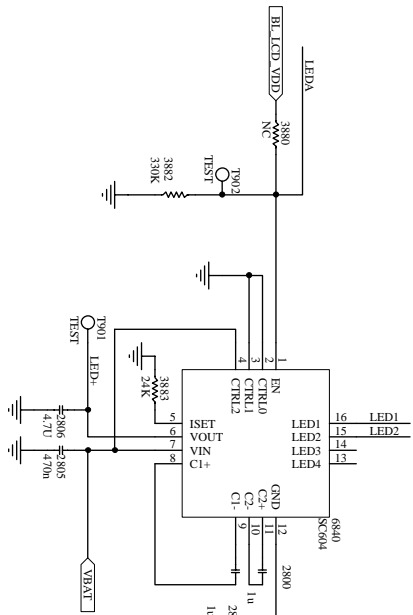 BL_LCD_VDD
LEDA
3880
NC
T902
TEST
3882
330K
T901
TEST
LED+
3883
24K
2806
4.7U
2805
470n
VBAT
1
2
3
4
EN
CTRL0
CTRL1
CTRL2
5
6
7
8
ISET
VOUT
VIN
C1+
16
15
14
13
LED1
LED2
LED3
LED4
LED1
LED2
GND
C2+
C2-
C1-
12
11
10
9
6840
SC604
2800
1u
28
1u